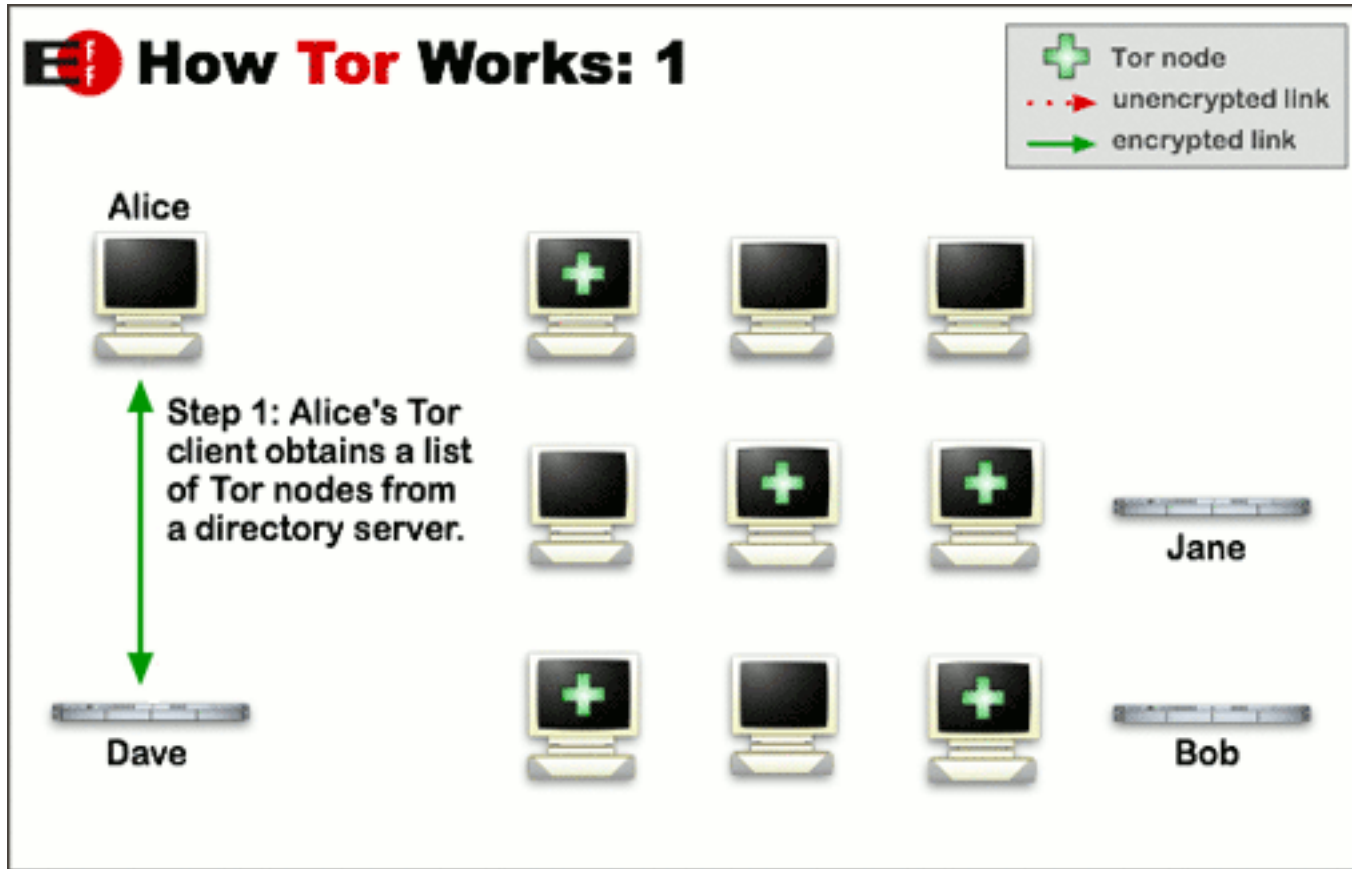 EFF How Tor Works: 1
Tor node
unencrypted link
encrypted link
Alice
Step 1: Alice's Tor
client obtains a list
of Tor nodes from
a directory server.
Jane
Dave
Bob